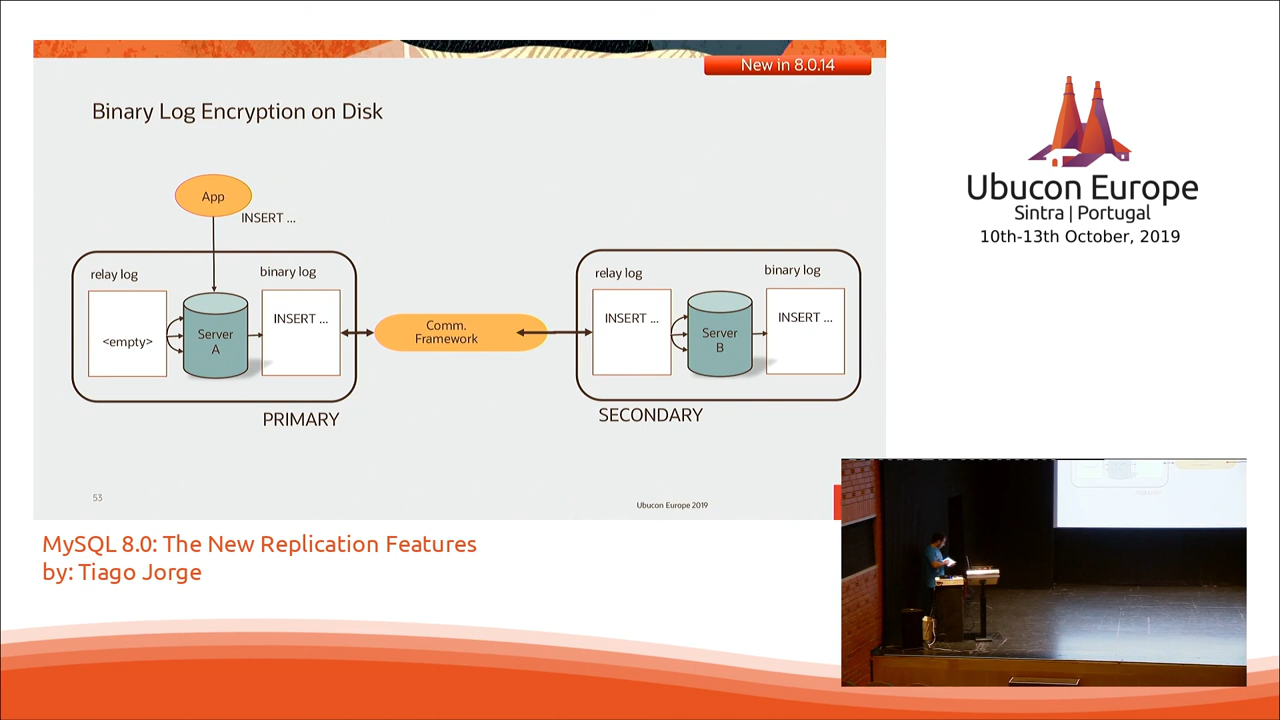 New in 8.0.14
Binary Log Encryption on Disk
App
INSERT ...
relay log
binary log
<empty>
Server
A
INSERT ...
PRIMARY
Comm.
Framework
relay log
binary log
INSERT ...
Server
B
INSERT ...
SECONDARY
53
Ubucon Europe 2019
Ubucon Europe
Sintra | Portugal
10th-13th October, 2019
MySQL 8.0: The New Replication Features
by: Tiago Jorge